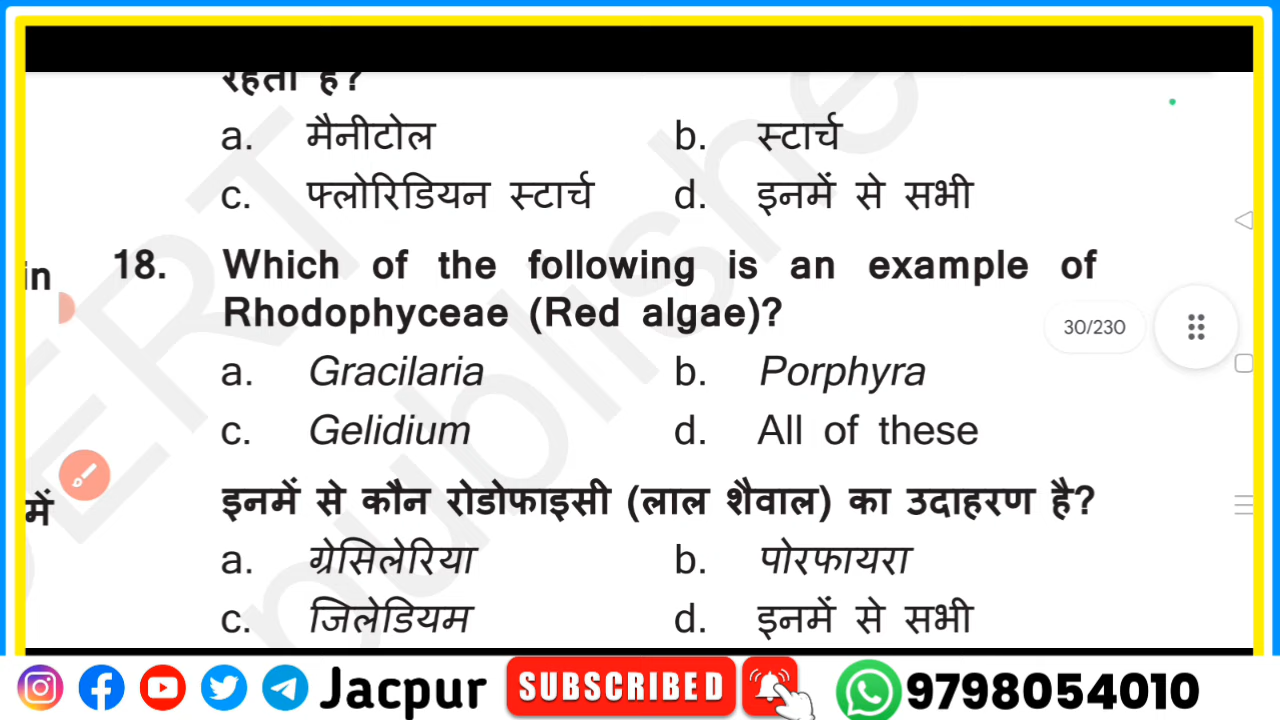 रहता है?
a. मैनीटोल b. स्टार्च
c. फ्लोरिडियन स्टार्च d. इनमें से सभी
in 18. Which of the following is an example of
Rhodophyceae (Red algae)?
30/230
a. Gracilaria b. Porphyra
c. Gelidium d. All of these
में इनमें से कौन रोडोफाइसी (लाल शैवाल) का उदाहरण है?
a. ग्रेसिलेरिया b. पोरफायरा
c. जिलेडियम d. इनमें से सभी
Jacpur SUBSCRIBED 9798054010